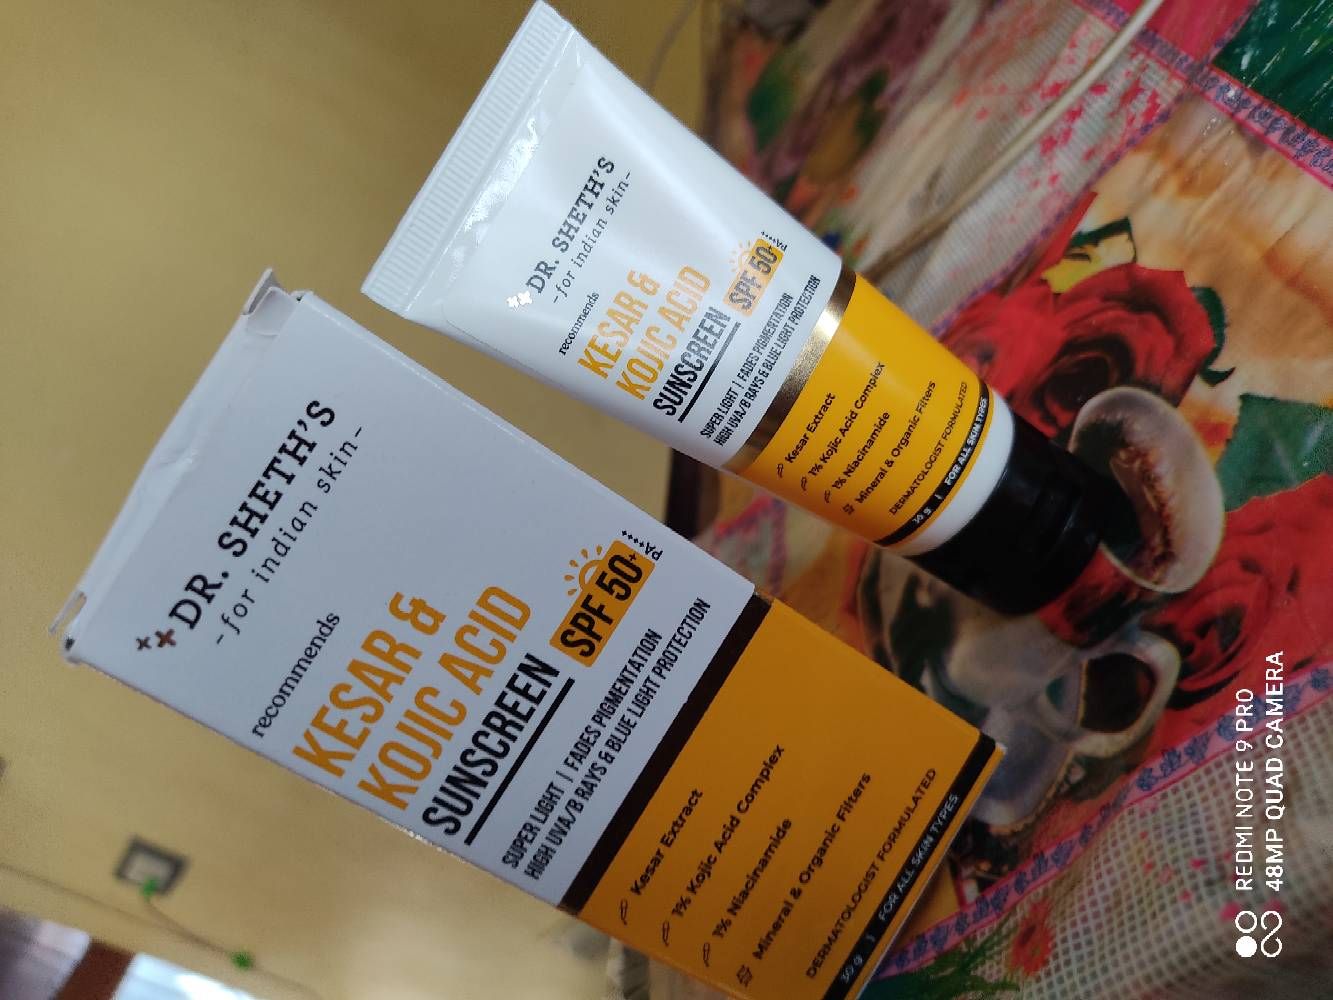 DR. SHETH'S
-for indian skin-
recommends
KESAR &
KOJIC ACID
SUNSCREEN
SPF 50+
PA++++
SUPER LIGHT | FADES PIGMENTATION
HIGH UVA/B RAYS & BLUE LIGHT PROTECTION
Kesar Extract
1% Kojic Acid Complex
1% Niacinamide
Mineral & Organic Filters
DERMATOLOGIST FORMULATED
30 g | FOR ALL SKIN TYPES
DR. SHETH'S
-for indian skin-
recommends
KESAR &
KOJIC ACID
SUNSCREEN
SPF 50+
PA++++
SUPER LIGHT | FADES PIGMENTATION
HIGH UVA/B RAYS & BLUE LIGHT PROTECTION
Kesar Extract
1% Kojic Acid Complex
1% Niacinamide
Mineral & Organic Filters
DERMATOLOGIST FORMULATED
30 g | FOR ALL SKIN TYPES
REDMI NOTE 9 PRO
48MP QUAD CAMERA